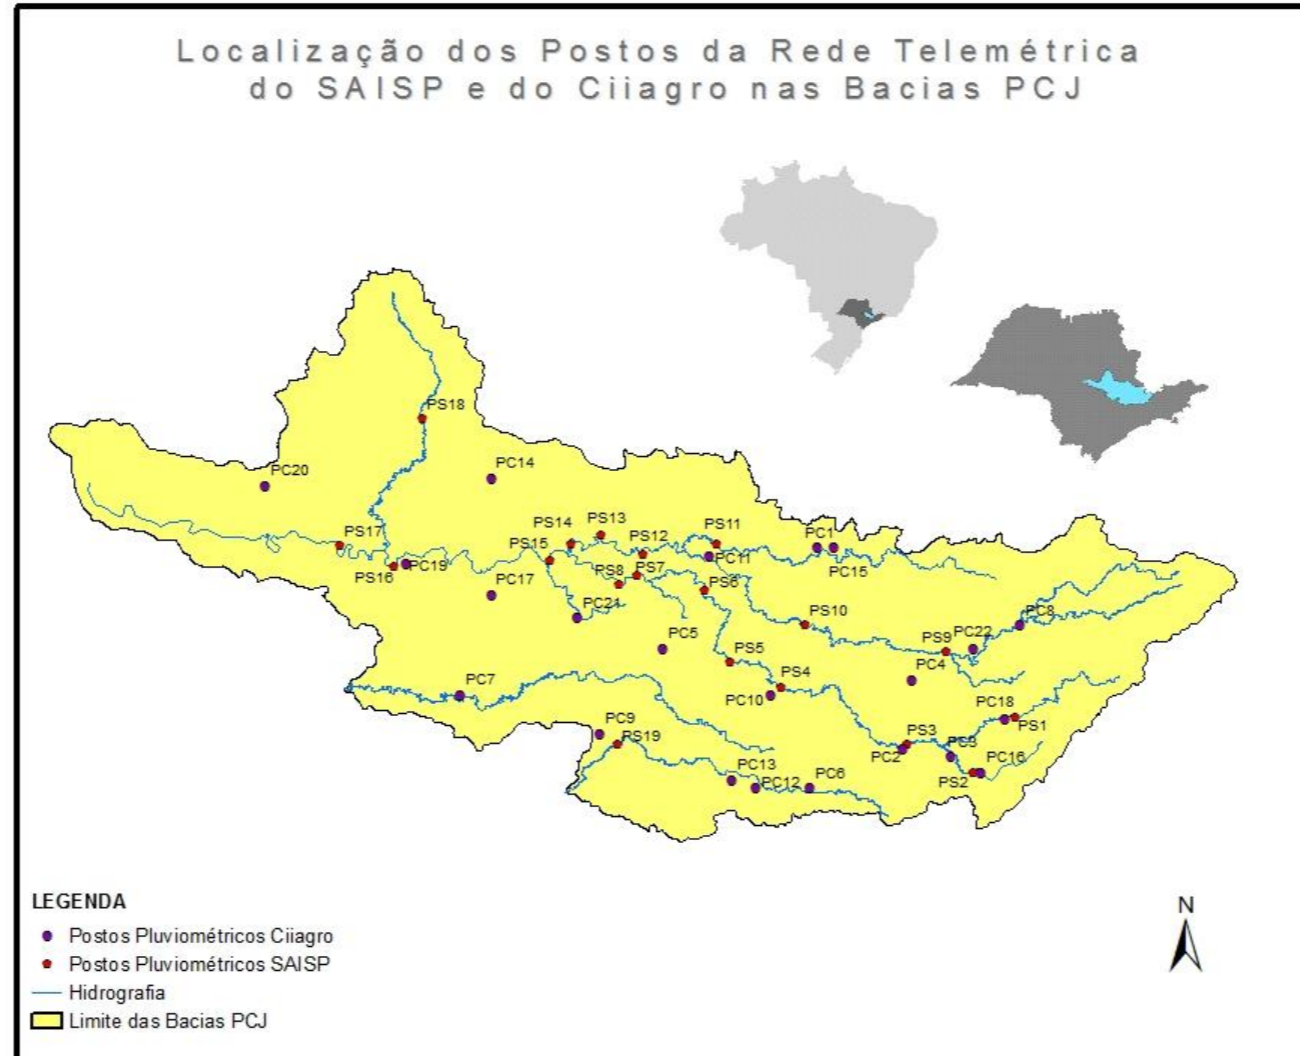 Localização dos Postos da Rede Telemétrica
do SAISP e do Ciiagro nas Bacias PCJ
PS18
PC20
PC14
PS17
PS14
PS13
PS11
PC1
PS15
PS12
PC11
PC15
PS16
PC19
PC17
PS8
PS7
PS6
PC21
PS10
PC8
PC5
PS5
PS9
PC22
PC4
PC7
PS4
PC10
PC18
PS1
PC9
PS19
PS3
PC2
PC3
PC16
PS2
PC13
PC12
PC6
LEGENDA
Postos Pluviométricos Ciiagro
Postos Pluviométricos SAISP
Hidrografia
Limite das Bacias PCJ
N